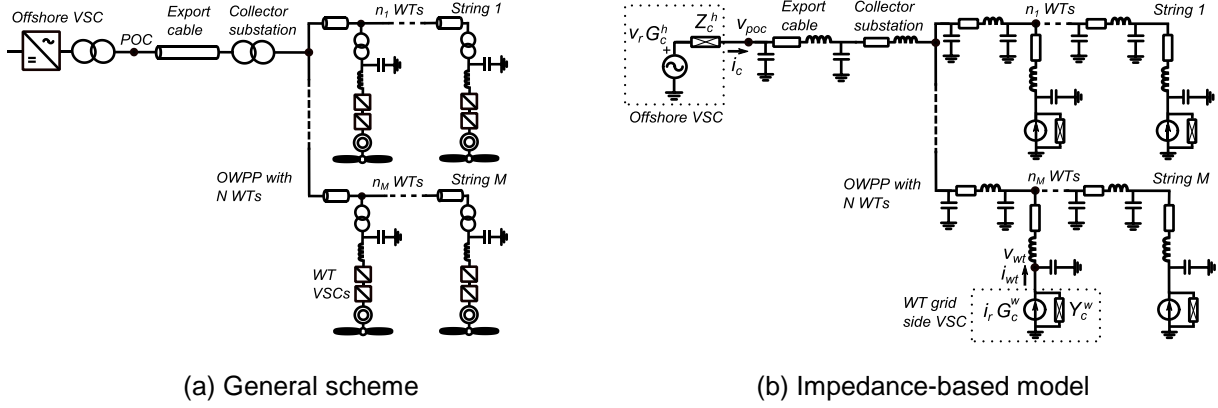 Offshore VSC
POC
Export
cable
Collector
substation
n1 WTs
String 1
OWPP with
N WTs
nM WTs
String M
WT
VSCs
(a) General scheme
vr Gch
+
Zch
vpoc
ic
Offshore VSC
Export
cable
Collector
substation
n1 WTs
String 1
OWPP with
N WTs
nM WTs
String M
vwt
iwt
WT grid
side VSC
ir Gcw
Ycw
(b) Impedance-based model